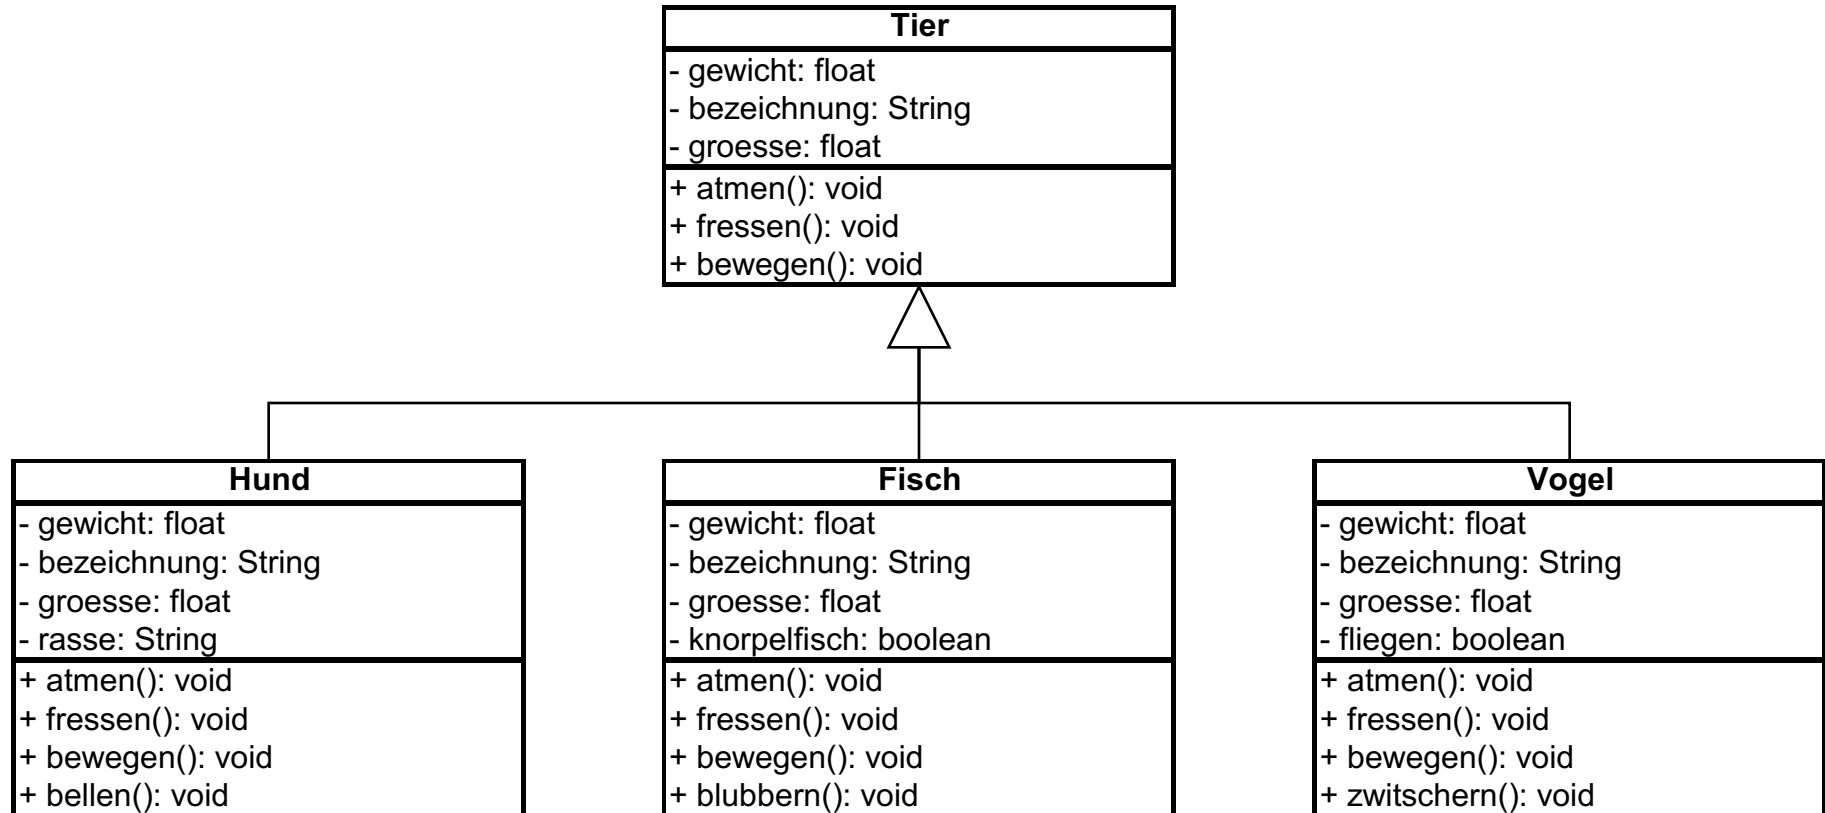 Tier
- gewicht: float
- bezeichnung: String
- groesse: float
+ atmen(): void
+ fressen(): void
+ bewegen(): void
Hund
- gewicht: float
- bezeichnung: String
- groesse: float
- rasse: String
+ atmen(): void
+ fressen(): void
+ bewegen(): void
+ bellen(): void
Fisch
- gewicht: float
- bezeichnung: String
- groesse: float
- knorpelfisch: boolean
+ atmen(): void
+ fressen(): void
+ bewegen(): void
+ blubbern(): void
Vogel
- gewicht: float
- bezeichnung: String
- groesse: float
- fliegen: boolean
+ atmen(): void
+ fressen(): void
+ bewegen(): void
+ zwitschern(): void